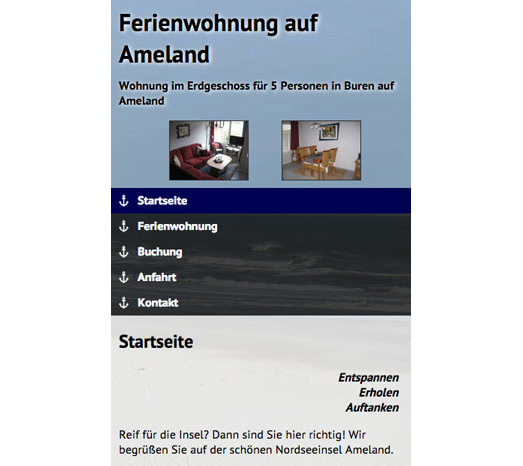 Ferienwohnung auf
Ameland
Wohnung im Erdgeschoss für 5 Personen in Buren auf
Ameland
Startseite
Ferienwohnung
Buchung
Anfahrt
Kontakt
Startseite
Entspannen
Erholen
Auftanken
Reif für die Insel? Dann sind Sie hier richtig! Wir
begrüßen Sie auf der schönen Nordseeinsel Ameland.